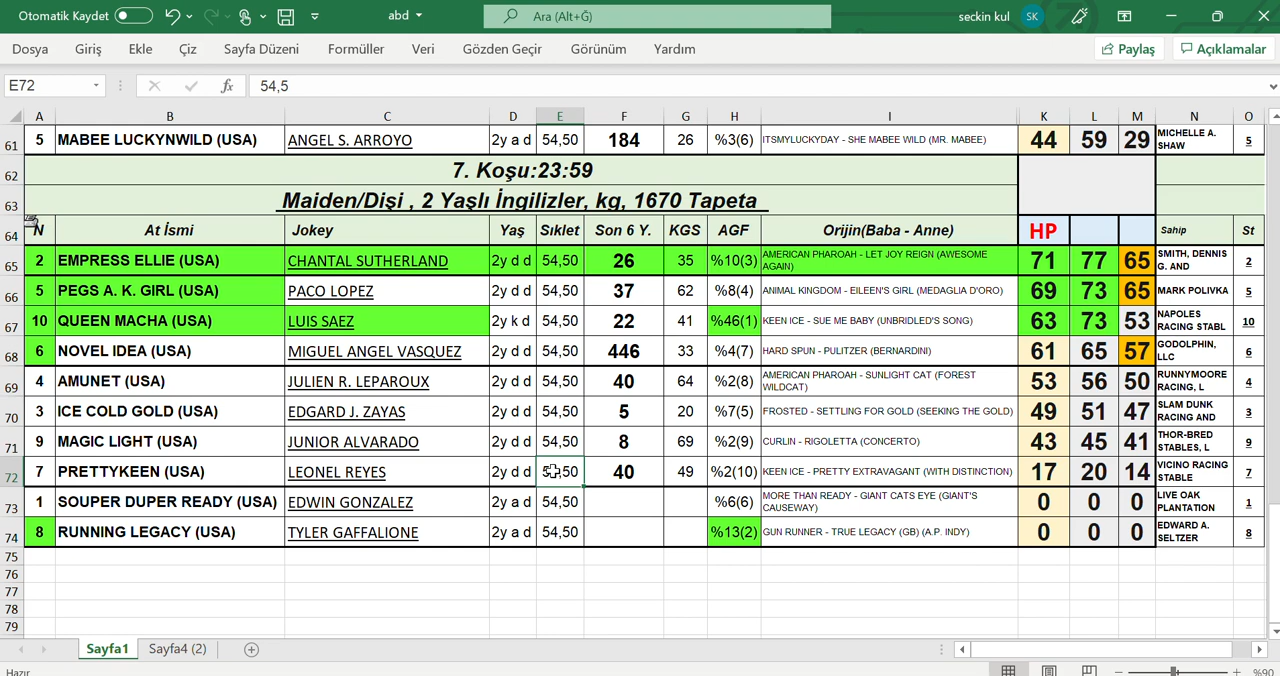 Otomatik Kaydet
abd
Ara (Alt+Ğ)
seckin kul
SK
Dosya Giriş Ekle Çiz Sayfa Düzeni Formüller Veri Gözden Geçir Görünüm Yardım
Paylaş Açıklamalar
E72 fx 54,5
A B C D E F G H I K L M N O
61 5 MABEE LUCKYNWILD (USA) ANGEL S. ARROYO 2y a d 54,50 184 26 %3(6) ITSMYLUCKYDAY - SHE MABEE WILD (MR. MABEE) 44 59 29 MICHELLE A. SHAW 5
62 7. Koşu:23:59
63 Maiden/Dişi , 2 Yaşlı İngilizler, kg, 1670 Tapeta
64 N At İsmi Jokey Yaş Sıklet Son 6 Y. KGS AGF Orijin(Baba - Anne) HP Sahip St
65 2 EMPRESS ELLIE (USA) CHANTAL SUTHERLAND 2y d d 54,50 26 35 %10(3) AMERICAN PHAROAH - LET JOY REIGN (AWESOME AGAIN) 71 77 65 SMITH, DENNIS G. AND 2
66 5 PEGS A. K. GIRL (USA) PACO LOPEZ 2y d d 54,50 37 62 %8(4) ANIMAL KINGDOM - EILEEN'S GIRL (MEDAGLIA D'ORO) 69 73 65 MARK POLIVKA 5
67 10 QUEEN MACHA (USA) LUIS SAEZ 2y k d 54,50 22 41 %46(1) KEEN ICE - SUE ME BABY (UNBRIDLED'S SONG) 63 73 53 NAPOLES RACING STABL 10
68 6 NOVEL IDEA (USA) MIGUEL ANGEL VASQUEZ 2y d d 54,50 446 33 %4(7) HARD SPUN - PULITZER (BERNARDINI) 61 65 57 GODOLPHIN, LLC 6
69 4 AMUNET (USA) JULIEN R. LEPAROUX 2y d d 54,50 40 64 %2(8) AMERICAN PHAROAH - SUNLIGHT CAT (FOREST WILDCAT) 53 56 50 RUNNYMOORE RACING, L 4
70 3 ICE COLD GOLD (USA) EDGARD J. ZAYAS 2y d d 54,50 5 20 %7(5) FROSTED - SETTLING FOR GOLD (SEEKING THE GOLD) 49 51 47 SLAM DUNK RACING AND 3
71 9 MAGIC LIGHT (USA) JUNIOR ALVARADO 2y d d 54,50 8 69 %2(9) CURLIN - RIGOLETTA (CONCERTO) 43 45 41 THOR-BRED STABLES, L 9
72 7 PRETTYKEEN (USA) LEONEL REYES 2y d d 54,50 40 49 %2(10) KEEN ICE - PRETTY EXTRAVAGANT (WITH DISTINCTION) 17 20 14 VICINO RACING STABLE 7
73 1 SOUPER DUPER READY (USA) EDWIN GONZALEZ 2y a d 54,50 %6(6) MORE THAN READY - GIANT CATS EYE (GIANT'S CAUSEWAY) 0 0 0 LIVE OAK PLANTATION 1
74 8 RUNNING LEGACY (USA) TYLER GAFFALIONE 2y a d 54,50 %13(2) GUN RUNNER - TRUE LEGACY (GB) (A.P. INDY) 0 0 0 EDWARD A. SELTZER 8
75
76
77
78
79
Sayfa1 Sayfa4 (2)
Hazır %90